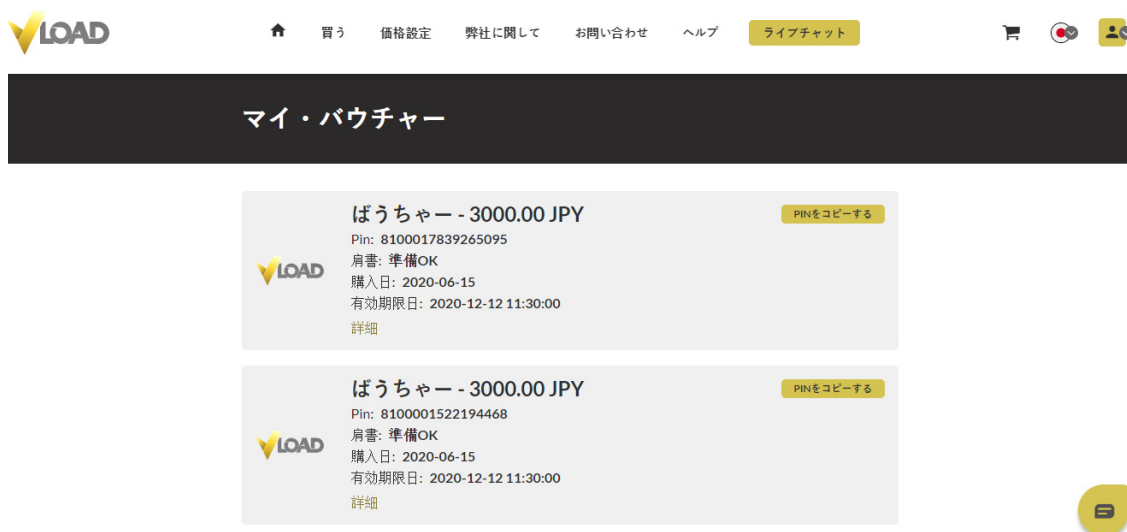 VLOAD
買う 価格設定 弊社に関して お問い合わせ ヘルプ ライブチャット
マイ・バウチャー
ばうちゃー - 3000.00 JPY
PINをコピーする
Pin: 8100017839265095
VLOAD
肩書: 準備OK
購入日: 2020-06-15
有効期限日: 2020-12-12 11:30:00
詳細
ばうちゃー - 3000.00 JPY
PINをコピーする
Pin: 8100001522194468
VLOAD
肩書: 準備OK
購入日: 2020-06-15
有効期限日: 2020-12-12 11:30:00
詳細